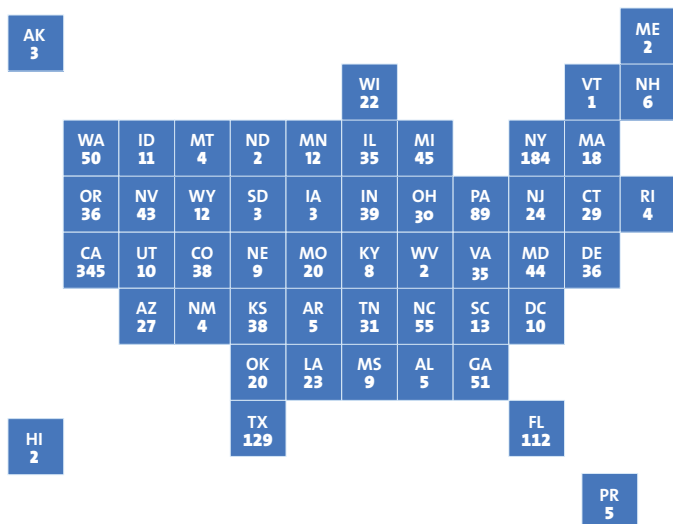 AK
3
ME
2
WI
22
VT
1
NH
6
WA
50
ID
11
MT
4
ND
2
MN
12
IL
35
MI
45
NY
184
MA
18
OR
36
NV
43
WY
12
SD
3
IA
3
IN
39
OH
30
PA
89
NJ
24
CT
29
RI
4
CA
345
UT
10
CO
38
NE
9
MO
20
KY
8
WV
2
VA
35
MD
44
DE
36
AZ
27
NM
4
KS
38
AR
5
TN
31
NC
55
SC
13
DC
10
OK
20
LA
23
MS
9
AL
5
GA
51
TX
129
FL
112
HI
2
PR
5